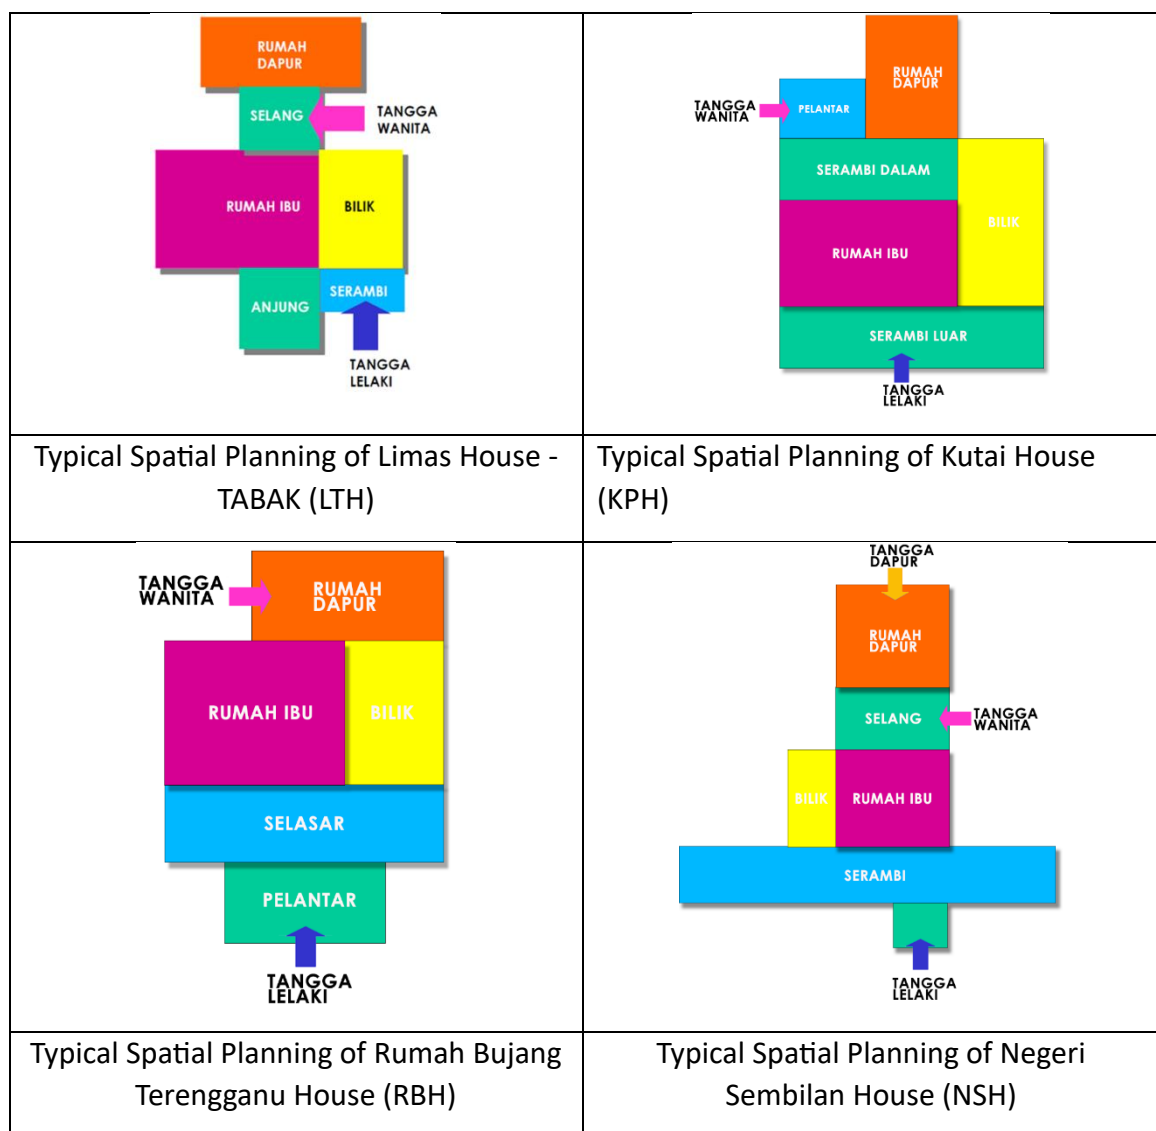 RUMAH
DAPUR
SELANG
TANGGA
WANITA
RUMAH IBU
BILIK
ANJUNG
SERAMBI
TANGGA
LELAKI
Typical Spatial Planning of Limas House -
TABAK (LTH)
RUMAH
DAPUR
TANGGA
WANITA
PELANTAR
SERAMBI DALAM
BILIK
RUMAH IBU
SERAMBI LUAR
TANGGA
LELAKI
Typical Spatial Planning of Kutai House
(KPH)
TANGGA
WANITA
RUMAH
DAPUR
RUMAH IBU
BILIK
SELASAR
PELANTAR
TANGGA
LELAKI
Typical Spatial Planning of Rumah Bujang
Terengganu House (RBH)
TANGGA
DAPUR
RUMAH
DAPUR
SELANG
TANGGA
WANITA
BILIK
RUMAH IBU
SERAMBI
TANGGA
LELAKI
Typical Spatial Planning of Negeri
Sembilan House (NSH)